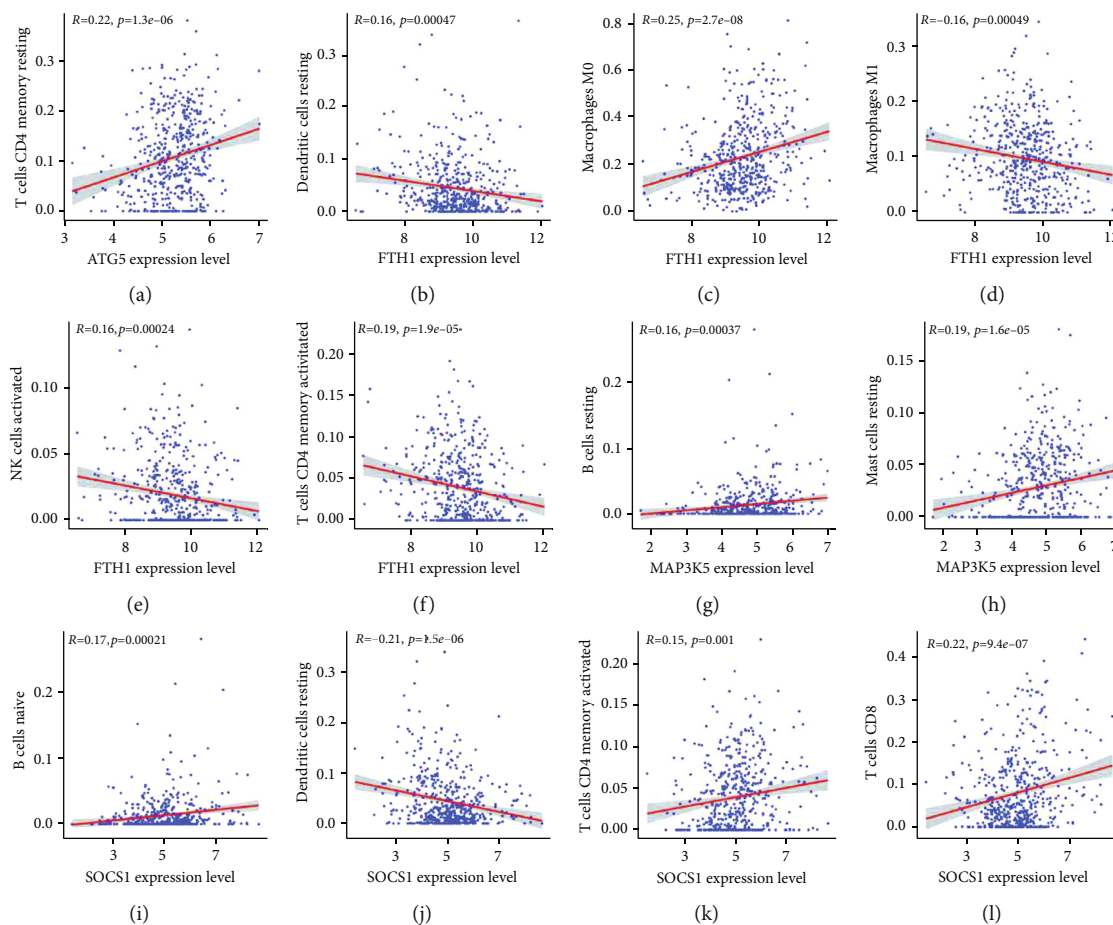 R=0.22, p=1.3e−06
T cells CD4 memory resting
0.3
0.2
0.1
0.0
3 4 5 6 7
ATG5 expression level
(a)
R=0.16, p=0.00047
Dendritic cells resting
0.3
0.2
0.1
0.0
8 10 12
FTH1 expression level
(b)
R=0.25, p=2.7e−08
Macrophages M0
0.8
0.6
0.4
0.2
0.0
8 10 12
FTH1 expression level
(c)
R=−0.16, p=0.00049
Macrophages M1
0.3
0.2
0.1
0.0
8 10 12
FTH1 expression level
(d)
R=0.16, p=0.00024
NK cells activated
0.10
0.05
0.00
8 10 12
FTH1 expression level
(e)
R=0.19, p=1.9e−05
T cells CD4 memory activitated
0.20
0.15
0.10
0.05
0.00
8 10 12
FTH1 expression level
(f)
R=0.16, p=0.00037
B cells resting
0.2
0.1
0.0
2 3 4 5 6 7
MAP3K5 expression level
(g)
R=0.19, p=1.6e−05
Mast cells resting
0.15
0.10
0.05
0.00
2 3 4 5 6 7
MAP3K5 expression level
(h)
R=0.17, p=0.00021
B cells naive
0.2
0.1
0.0
3 5 7
SOCS1 expression level
(i)
R=−0.21, p=1.5e−06
Dendritic cells resting
0.3
0.2
0.1
0.0
3 5 7
SOCS1 expression level
(j)
R=0.15, p=0.001
T cells CD4 memory activated
0.20
0.15
0.10
0.05
0.00
3 5 7
SOCS1 expression level
(k)
R=0.22, p=9.4e−07
T cells CD8
0.4
0.3
0.2
0.1
0.0
3 5 7
SOCS1 expression level
(l)